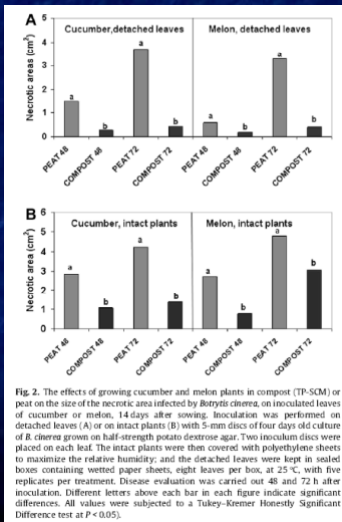 A
Cucumber,detached leaves
Melon, detached leaves
Necrotic areas (cm²)
5
4
3
2
1
0
a
b
a
b
a
b
a
b
PEAT 48
COMPOST 48
PEAT 72
COMPOST 72
PEAT 48
COMPOST 48
PEAT 72
COMPOST 72
B
Cucumber, intact plants
Melon, intact plants
Necrotic area (cm²)
6
5
4
3
2
1
0
a
b
a
b
a
b
a
b
PEAT 48
COMPOST 48
PEAT 72
COMPOST 72
PEAT 48
COMPOST 48
PEAT 72
COMPOST 72
Fig. 2. The effects of growing cucumber and melon plants in compost (TP-SCM) or
peat on the size of the necrotic area infected by Botrytis cinerea, on inoculated leaves
of cucumber or melon, 14 days after sowing. Inoculation was performed on
detached leaves (A) or on intact plants (B) with 5-mm discs of four days old culture
of B. cinerea grown on half-strength potato dextrose agar. Two inoculum discs were
placed on each leaf. The intact plants were then covered with polyethylene sheets
to maximize the relative humidity; and the detached leaves were kept in sealed
boxes containing wetted paper sheets, eight leaves per box, at 25 °C, with five
replicates per treatment. Disease evaluation was carried out 48 and 72 h after
inoculation. Different letters above each bar in each figure indicate significant
differences. All values were subjected to a Tukey–Kremer Honestly Significant
Difference test at P < 0.05).